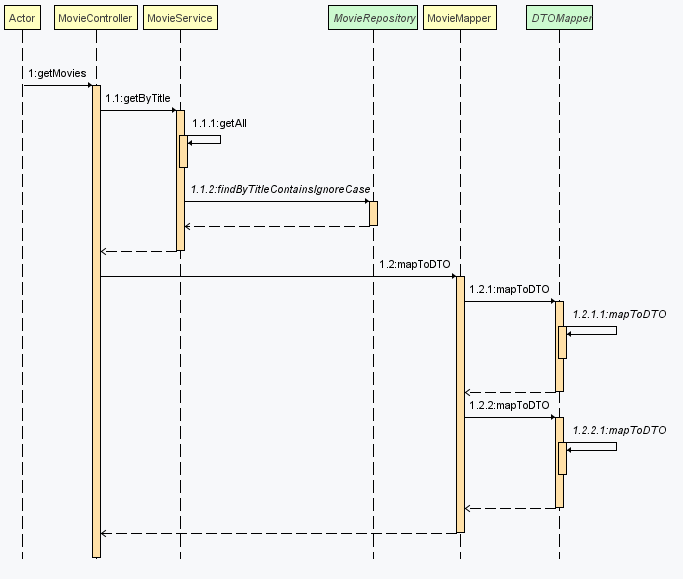 Actor
MovieController
MovieService
MovieRepository
MovieMapper
DTOMapper
1:getMovies
1.1:getByTitle
1.1.1:getAll
1.1.2:findByTitleContainsIgnoreCase
1.2:mapToDTO
1.2.1:mapToDTO
1.2.1.1:mapToDTO
1.2.2:mapToDTO
1.2.2.1:mapToDTO